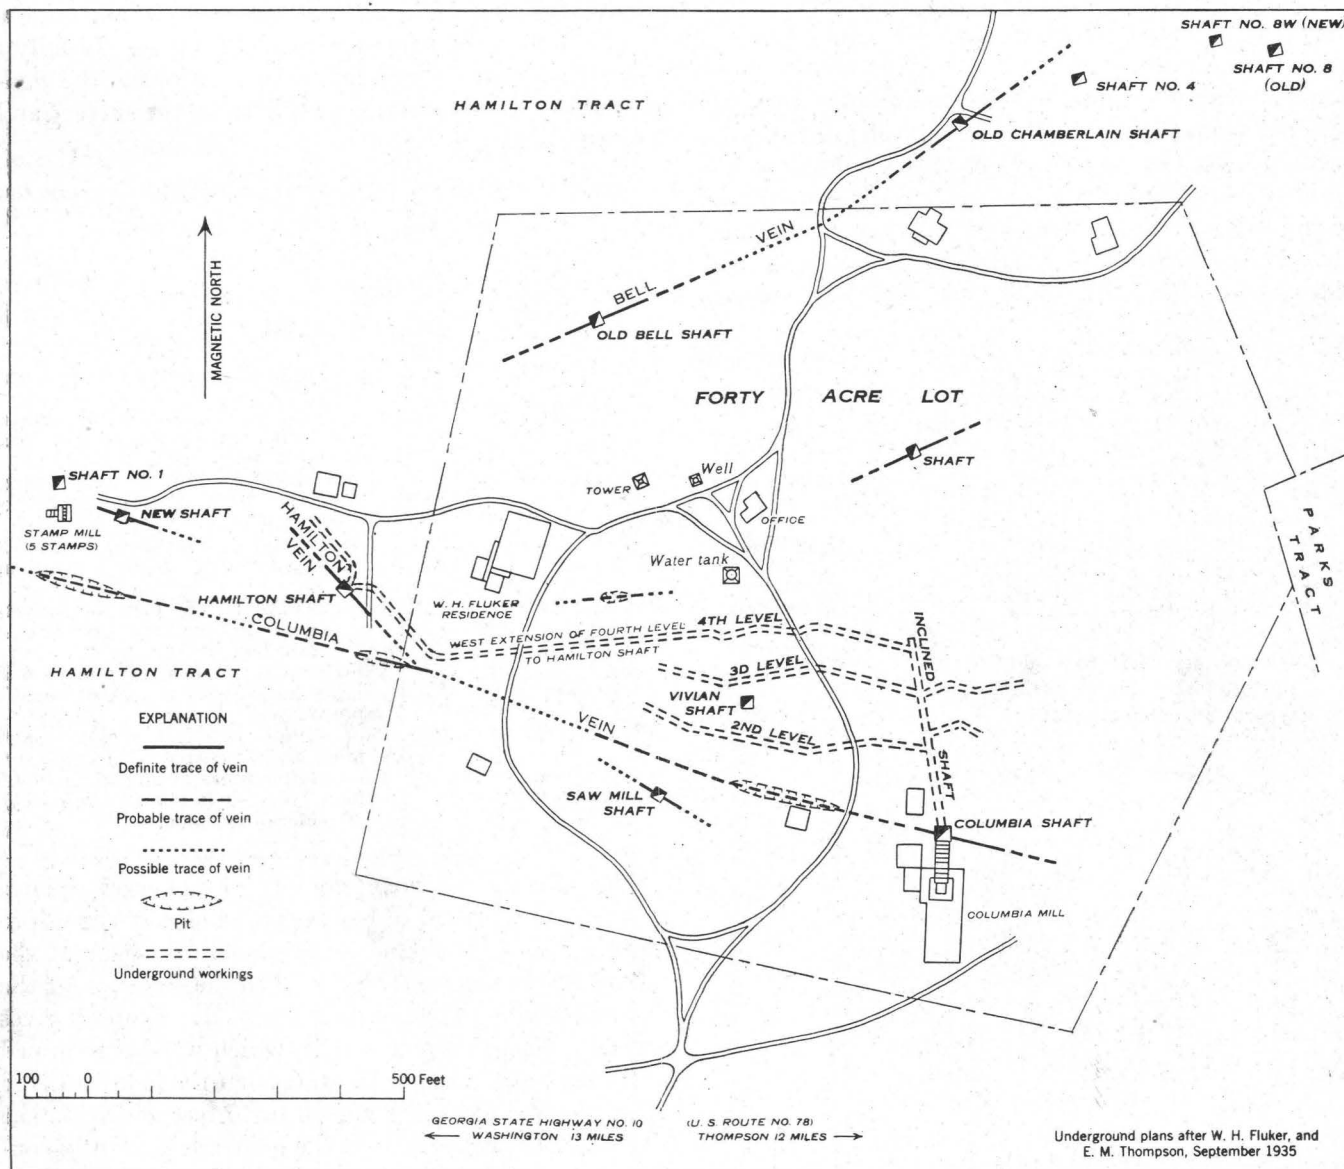 SHAFT NO. 8W (NEW)
SHAFT NO. 8
(OLD)
SHAFT NO. 4
HAMILTON TRACT
OLD CHAMBERLAIN SHAFT
MAGNETIC NORTH
BELL VEIN
OLD BELL SHAFT
FORTY ACRE LOT
SHAFT
SHAFT NO. 1
NEW SHAFT
STAMP MILL
(5 STAMPS)
HAMILTON
VEIN
HAMILTON SHAFT
TOWER
Well
OFFICE
Water tank
W. H. FLUKER
RESIDENCE
PARKS
TRACT
COLUMBIA VEIN
WEST EXTENSION OF FOURTH LEVEL
TO HAMILTON SHAFT
4TH LEVEL
3D LEVEL
VIVIAN
SHAFT
2ND LEVEL
INCLINED SHAFT
SAW MILL
SHAFT
COLUMBIA SHAFT
COLUMBIA MILL
HAMILTON TRACT
EXPLANATION
Definite trace of vein
Probable trace of vein
Possible trace of vein
Pit
Underground workings
100 0 500 Feet
GEORGIA STATE HIGHWAY NO. 10 (U. S. ROUTE NO. 78)
WASHINGTON 13 MILES THOMPSON 12 MILES
Underground plans after W. H. Fluker, and
E. M. Thompson, September 1935